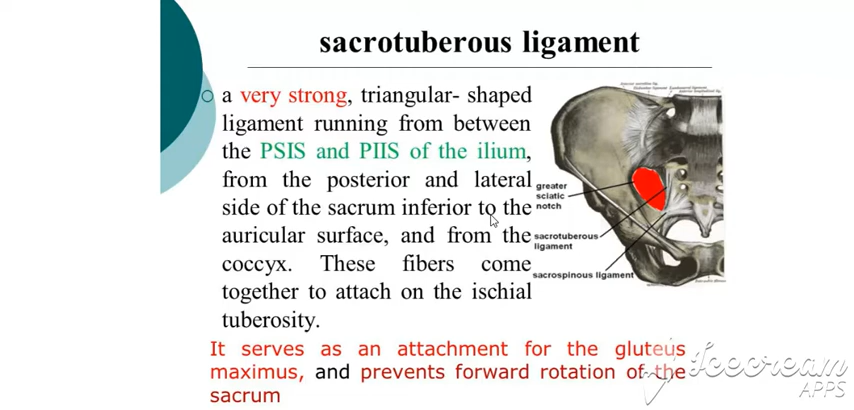 sacrotuberous ligament
a very strong, triangular- shaped
ligament running from between
the PSIS and PIIS of the ilium,
from the posterior and lateral
side of the sacrum inferior to the
auricular surface, and from the
coccyx. These fibers come
together to attach on the ischial
tuberosity.
It serves as an attachment for the gluteus
maximus, and prevents forward rotation of the
sacrum
greater
sciatic
notch
sacrotuberous
ligament
sacrospinous ligament
Icecream
APPS